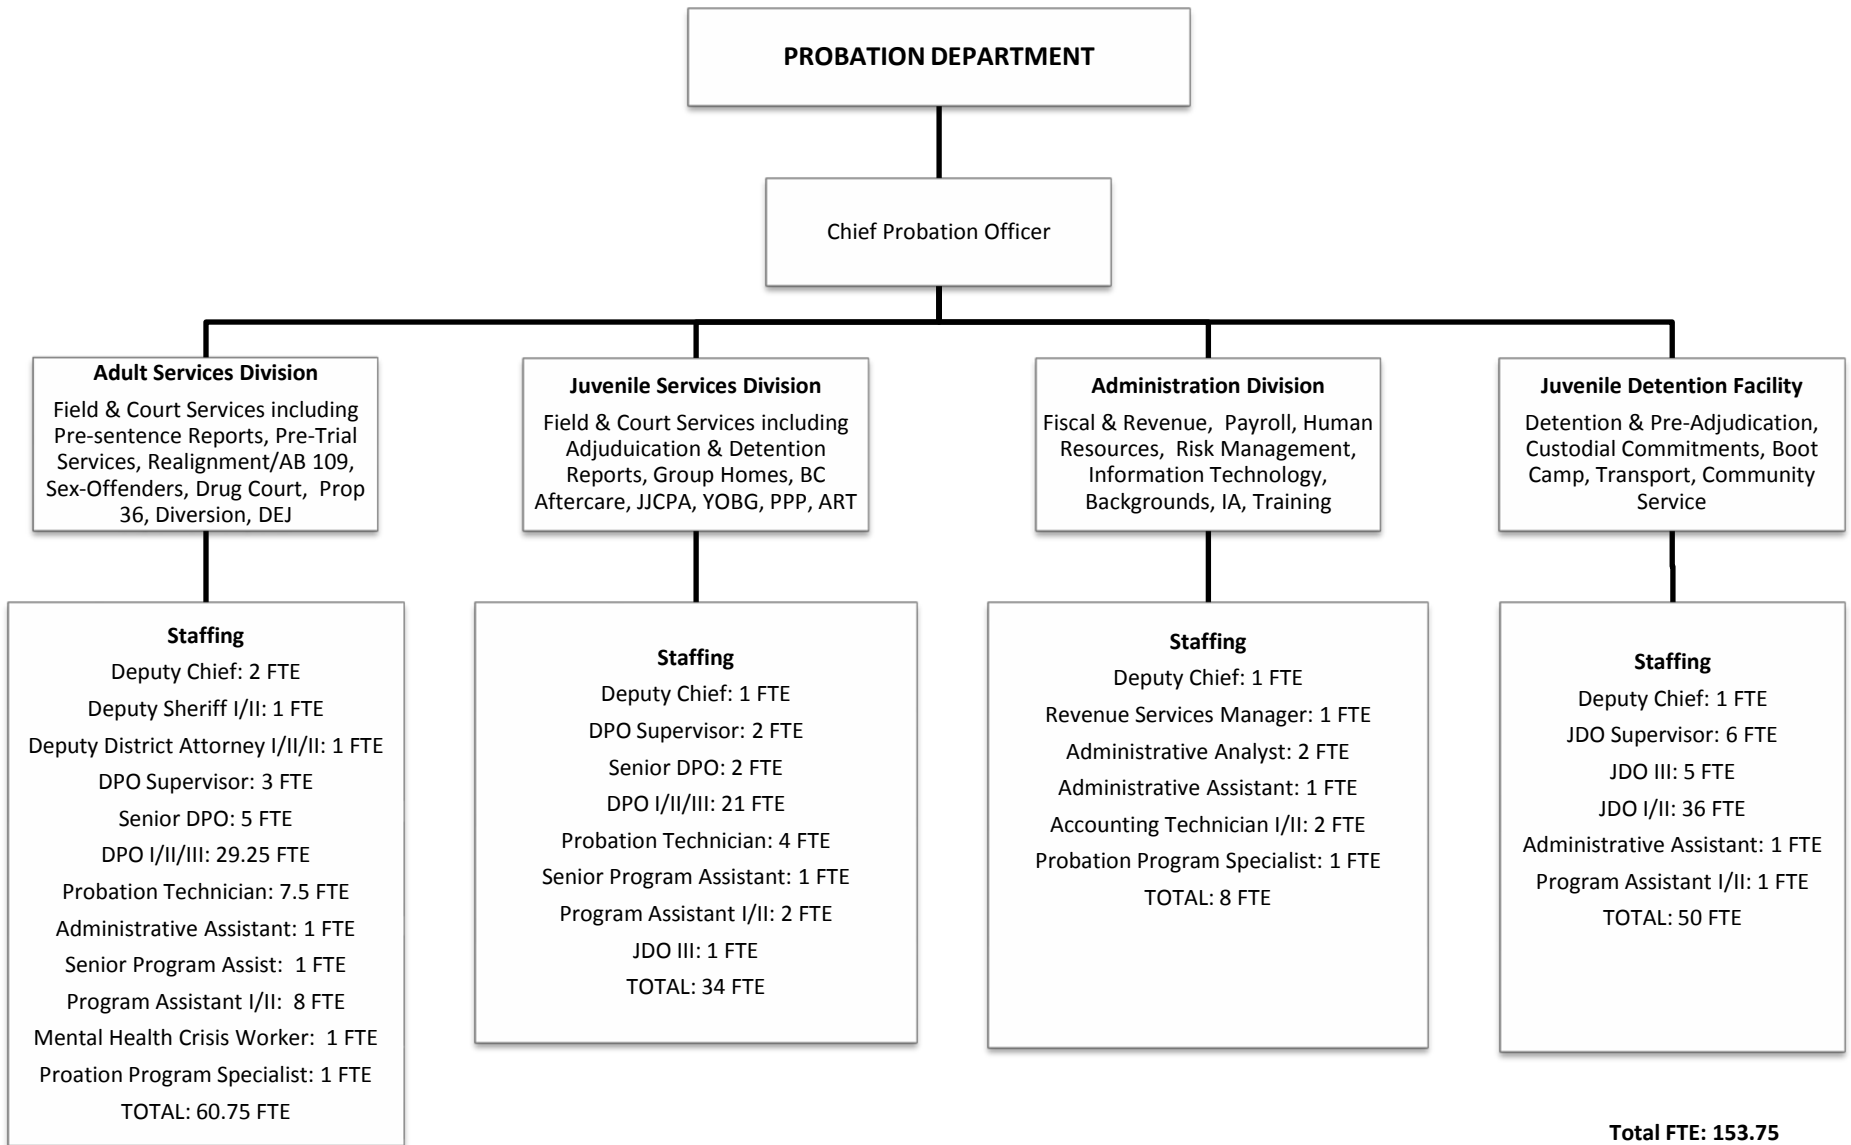 PROBATION DEPARTMENT
Chief Probation Officer
Adult Services Division
Field & Court Services including
Pre-sentence Reports, Pre-Trial
Services, Realignment/AB 109,
Sex-Offenders, Drug Court, Prop
36, Diversion, DEJ
Juvenile Services Division
Field & Court Services including
Adjuduication & Detention
Reports, Group Homes, BC
Aftercare, JJCPA, YOBG, PPP, ART
Administration Division
Fiscal & Revenue, Payroll, Human
Resources, Risk Management,
Information Technology,
Backgrounds, IA, Training
Juvenile Detention Facility
Detention & Pre-Adjudication,
Custodial Commitments, Boot
Camp, Transport, Community
Service
Staffing
Deputy Chief: 2 FTE
Deputy Sheriff I/II: 1 FTE
Deputy District Attorney I/II/II: 1 FTE
DPO Supervisor: 3 FTE
Senior DPO: 5 FTE
DPO I/II/III: 29.25 FTE
Probation Technician: 7.5 FTE
Administrative Assistant: 1 FTE
Senior Program Assist: 1 FTE
Program Assistant I/II: 8 FTE
Mental Health Crisis Worker: 1 FTE
Proation Program Specialist: 1 FTE
TOTAL: 60.75 FTE
Staffing
Deputy Chief: 1 FTE
DPO Supervisor: 2 FTE
Senior DPO: 2 FTE
DPO I/II/III: 21 FTE
Probation Technician: 4 FTE
Senior Program Assistant: 1 FTE
Program Assistant I/II: 2 FTE
JDO III: 1 FTE
TOTAL: 34 FTE
Staffing
Deputy Chief: 1 FTE
Revenue Services Manager: 1 FTE
Administrative Analyst: 2 FTE
Administrative Assistant: 1 FTE
Accounting Technician I/II: 2 FTE
Probation Program Specialist: 1 FTE
TOTAL: 8 FTE
Staffing
Deputy Chief: 1 FTE
JDO Supervisor: 6 FTE
JDO III: 5 FTE
JDO I/II: 36 FTE
Administrative Assistant: 1 FTE
Program Assistant I/II: 1 FTE
TOTAL: 50 FTE
Total FTE: 153.75